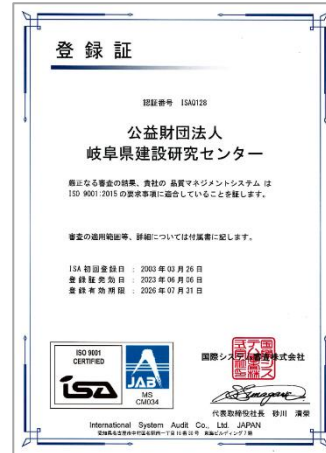 登録証
認証番号 ISAQ128
公益財団法人
岐阜県建設研究センター
厳正なる審査の結果、貴社の 品質マネジメントシステム は
ISO 9001:2015 の要求事項に適合していることを証します。
審査の適用範囲等、詳細については付属書に記します。
ISA 初回登録日 : 2003 年 03 月 26 日
登録証発効日 : 2023 年 06 月 06 日
登録有効期限 : 2026 年 07 月 31 日
ISO 9001
CERTIFIED
ISA
JAB
MS
CM034
国際システム審査株式会社
代表取締役社長 砂川 清榮
International System Audit Co., Ltd. JAPAN